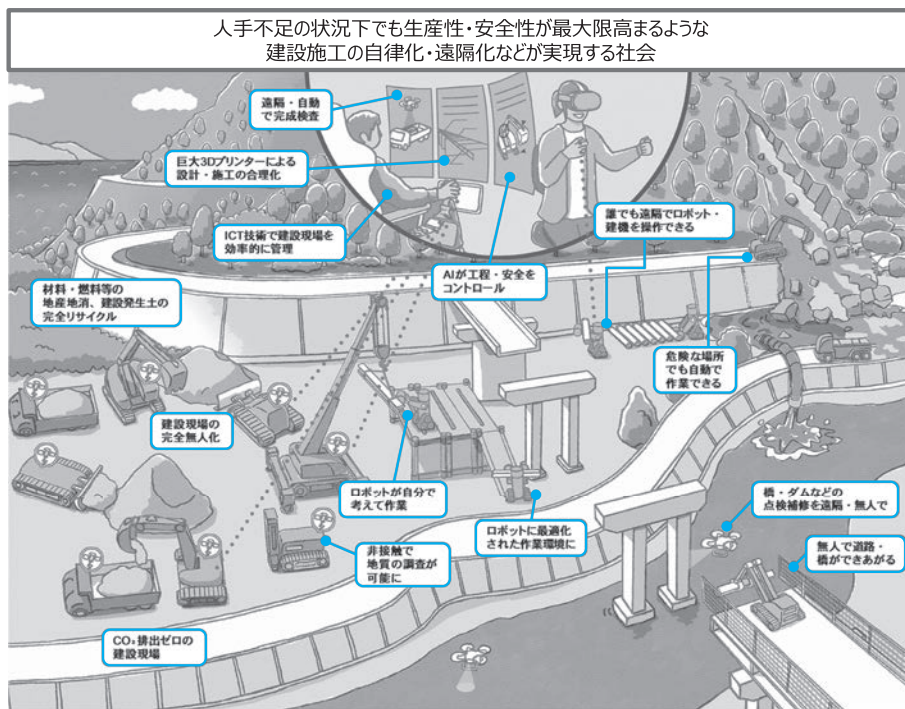 人手不足の状況下でも生産性・安全性が最大限高まるような
建設施工の自律化・遠隔化などが実現する社会
遠隔・自動
で完成検査
巨大3Dプリンターによる
設計・施工の合理化
ICT技術で建設現場を
効率的に管理
誰でも遠隔でロボット・
建機を操作できる
AIが工程・安全を
コントロール
材料・燃料等の
地産地消、建設発生土の
完全リサイクル
危険な場所
でも自動で
作業できる
建設現場の
完全無人化
ロボットが自分で
考えて作業
ロボットに最適化
された作業環境に
橋・ダムなどの
点検補修を遠隔・無人で
非接触で
地質の調査が
可能に
無人で道路・
橋ができあがる
CO₂排出ゼロの
建設現場